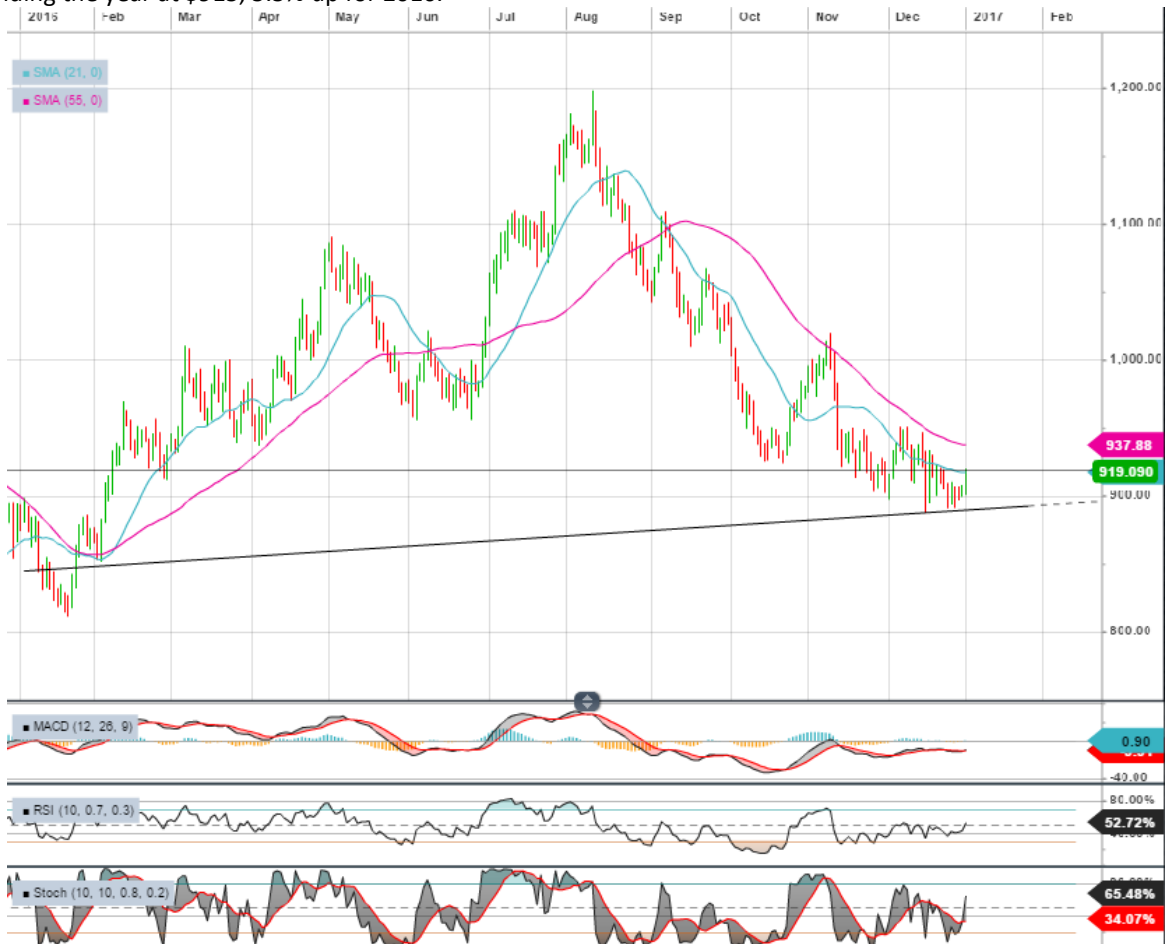 2016 Feb Mar Apr May Jun Jul Aug Sep Oct Nov Dec 2017 Feb
SMA (21, 0)
SMA (55, 0)
1,200.00
1,100.00
1,000.00
937.88
919.090
900.00
800.00
MACD (12, 26, 9)
0.90
-40.00
RSI (10, 0.7, 0.3)
80.00%
52.72%
Stoch (10, 10, 0.8, 0.2)
65.48%
34.07%